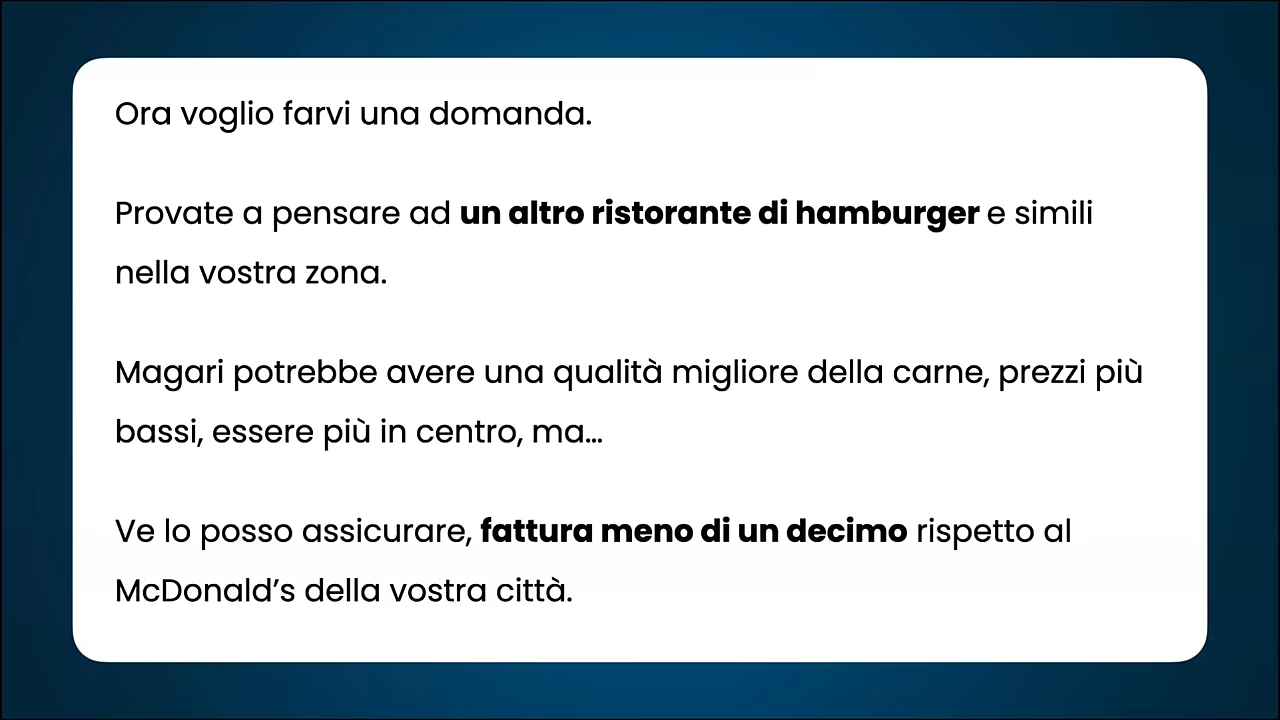 Ora voglio farvi una domanda.
Provate a pensare ad un altro ristorante di hamburger e simili
nella vostra zona.
Magari potrebbe avere una qualità migliore della carne, prezzi più
bassi, essere più in centro, ma...
Ve lo posso assicurare, fattura meno di un decimo rispetto al
McDonald’s della vostra città.